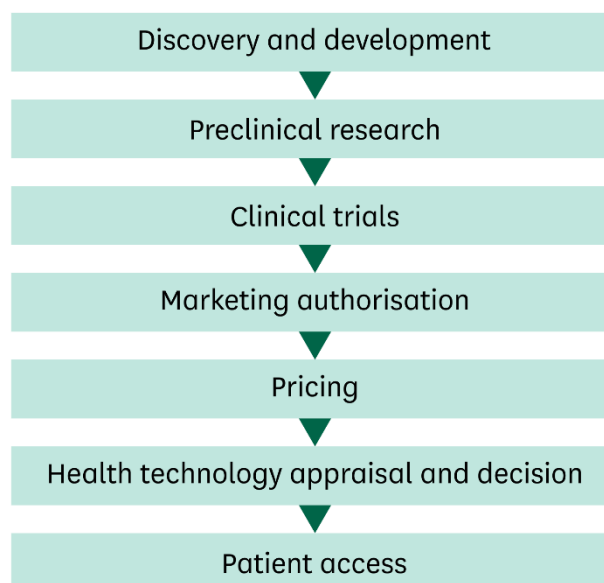 Discovery and development
Preclinical research
Clinical trials
Marketing authorisation
Pricing
Health technology appraisal and decision
Patient access